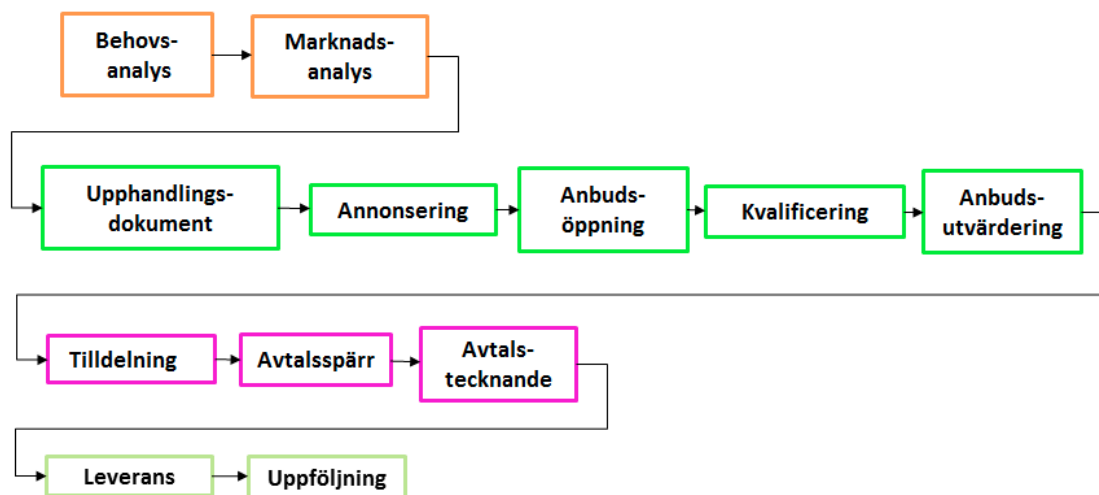 Behovs-
analys
Marknads-
analys
Upphandlings-
dokument
Annonsering
Anbuds-
öppning
Kvalificering
Anbuds-
utvärdering
Tilldelning
Avtalsspärr
Avtals-
tecknande
Leverans
Uppföljning